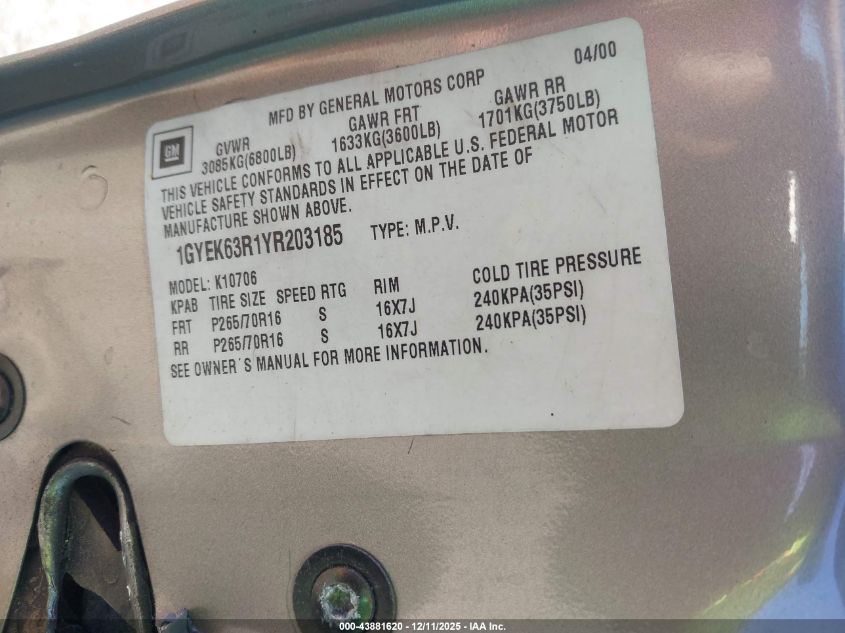 04/00
MFD BY GENERAL MOTORS CORP
GVWR GAWR FRT GAWR RR
3085KG(6800LB) 1633KG(3600LB) 1701KG(3750LB)
GM
THIS VEHICLE CONFORMS TO ALL APPLICABLE U.S. FEDERAL MOTOR
VEHICLE SAFETY STANDARDS IN EFFECT ON THE DATE OF
MANUFACTURE SHOWN ABOVE.
1GYEK63R1YR203185 TYPE: M.P.V.
MODEL: K10706
KPAB TIRE SIZE SPEED RTG RIM COLD TIRE PRESSURE
FRT P265/70R16 S 16X7J 240KPA(35PSI)
RR P265/70R16 S 16X7J 240KPA(35PSI)
SEE OWNER'S MANUAL FOR MORE INFORMATION.
000-43881620 - 12/11/2025 - IAA Inc.